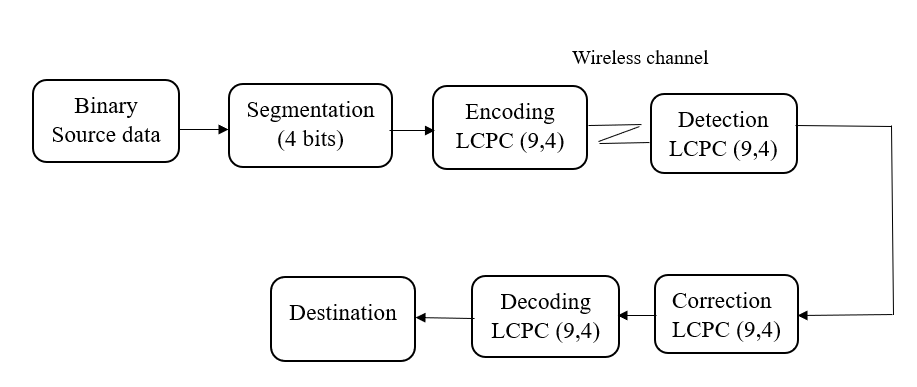 Wireless channel
Binary
Source data
Segmentation
(4 bits)
Encoding
LCPC (9,4)
Detection
LCPC (9,4)
Correction
LCPC (9,4)
Decoding
LCPC (9,4)
Destination